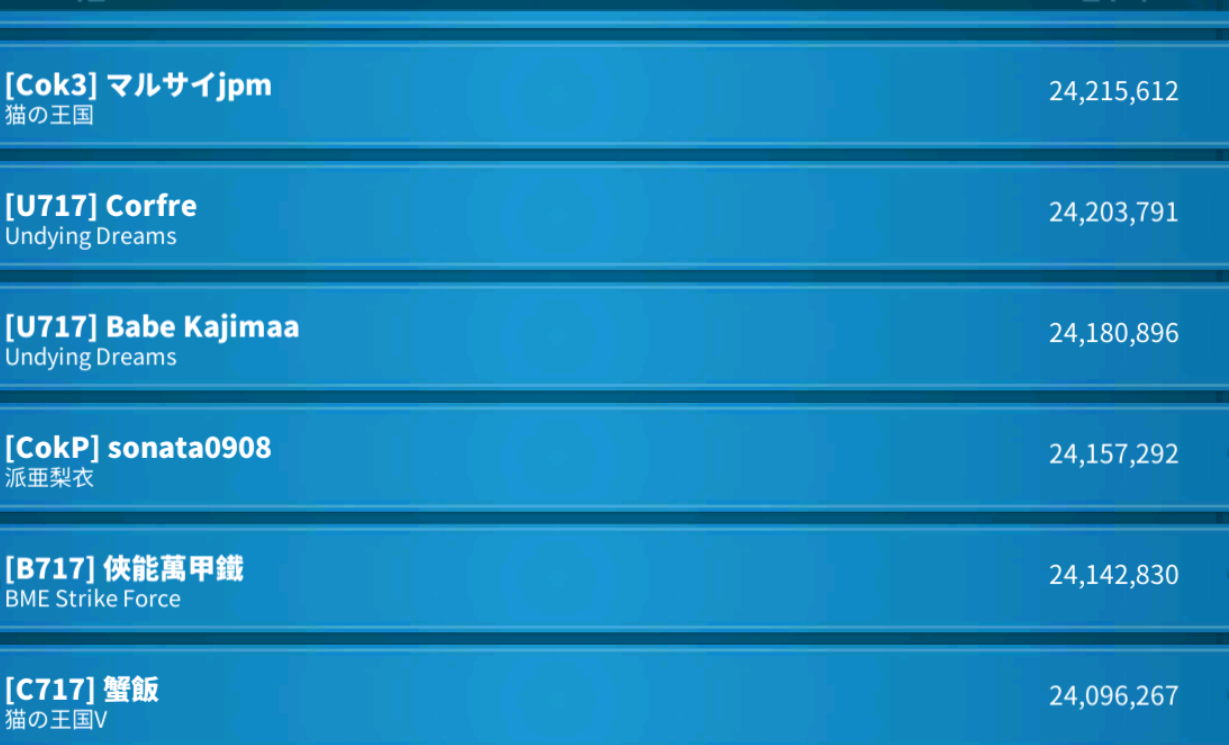 [Cok3] マルサイjpm
24,215,612
猫の王国
[U717] Corfre
24,203,791
Undying Dreams
[U717] Babe Kajimaa
24,180,896
Undying Dreams
[CokP] sonata0908
24,157,292
派亜梨衣
[B717] 俠能萬甲鐵
24,142,830
BME Strike Force
[C717] 蟹飯
24,096,267
猫の王国V